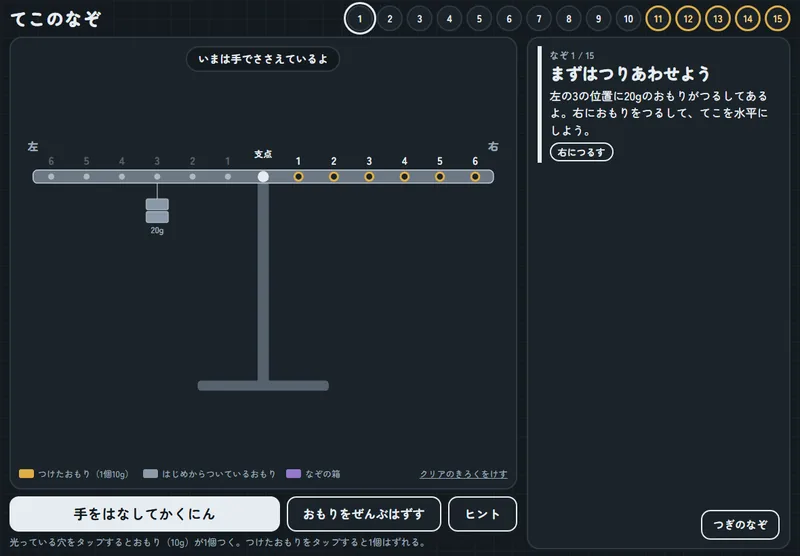 てこのなぞ
1 2 3 4 5 6 7 8 9 10 11 12 13 14 15
いまは手でささえているよ
左 右
6 5 4 3 2 1 支点 1 2 3 4 5 6
20g
つけたおもり（1個10g） はじめからついているおもり なぞの箱 クリアのきろくをけす
手をはなしてかくにん おもりをぜんぶはずす ヒント
光っている穴をタップするとおもり（10g）が1個つく。つけたおもりをタップすると1個はずれる。
なぞ 1 / 15
まずはつりあわせよう
左の3の位置に20gのおもりがつるしてある
よ。右におもりをつるして、てこを水平に
しよう。
右につるす
つぎのなぞ